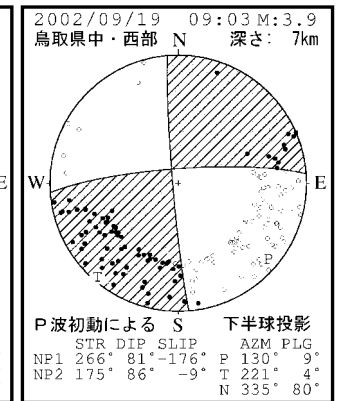 2002/09/19 09:03 M:3.9
鳥取県中・西部 N 深さ: 7km
E
W E
P
T
P波初動による S 下半球投影
STR DIP SLIP AZM PLG
NP1 266° 81°-176° P 130° 9°
NP2 175° 86° -9° T 221° 4°
N 335° 80°